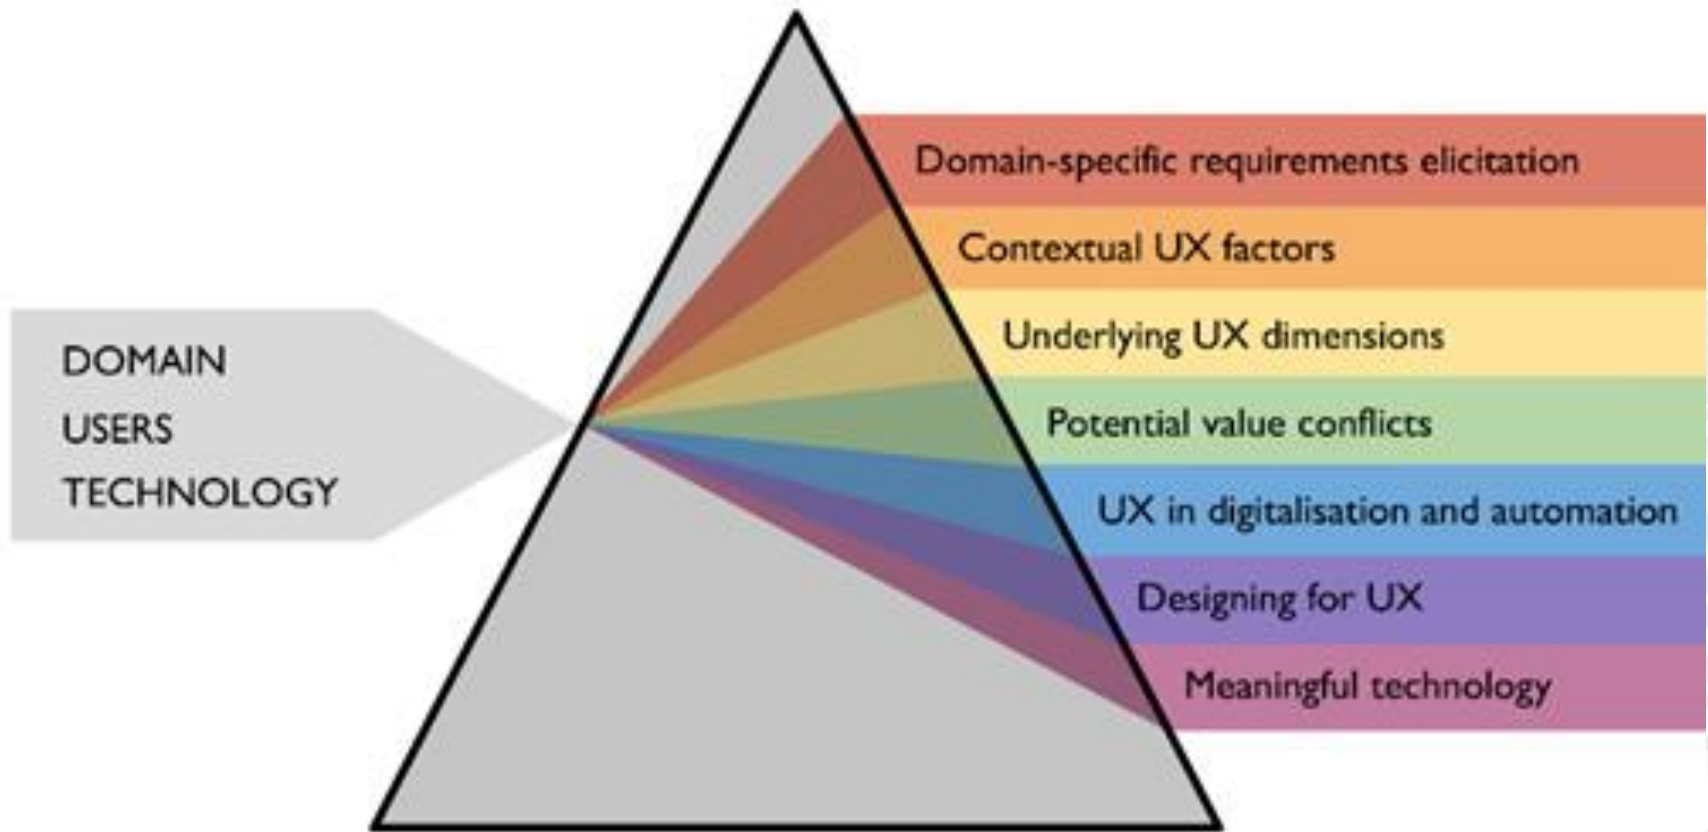 DOMAIN
USERS
TECHNOLOGY
Domain-specific requirements elicitation
Contextual UX factors
Underlying UX dimensions
Potential value conflicts
UX in digitalisation and automation
Designing for UX
Meaningful technology